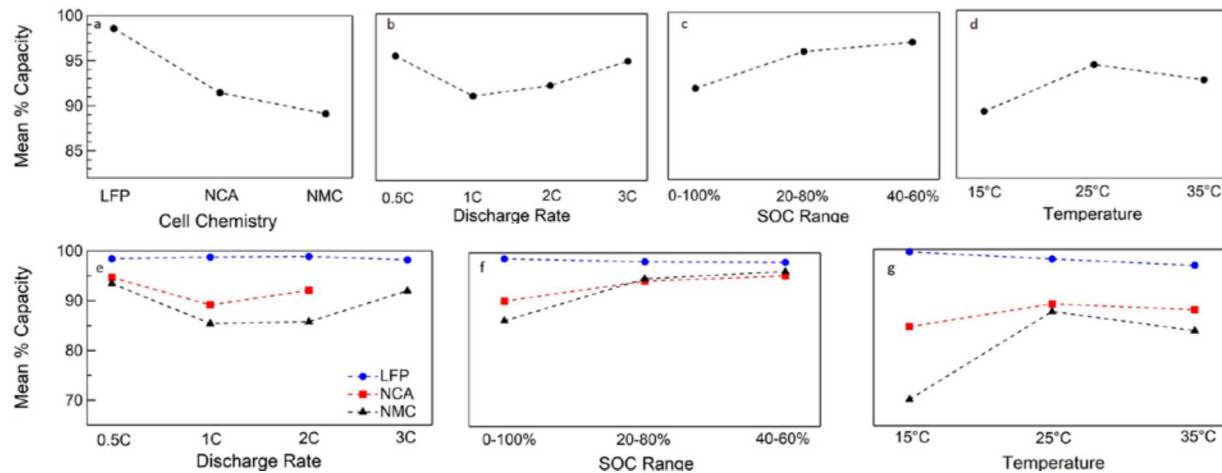 a
b
c
d
Mean % Capacity
100
95
90
85
LFP NCA NMC
Cell Chemistry
0.5C 1C 2C 3C
Discharge Rate
0-100% 20-80% 40-60%
SOC Range
15°C 25°C 35°C
Temperature
e
f
g
Mean % Capacity
100
90
80
70
LFP
NCA
NMC
0.5C 1C 2C 3C
Discharge Rate
0-100% 20-80% 40-60%
SOC Range
15°C 25°C 35°C
Temperature